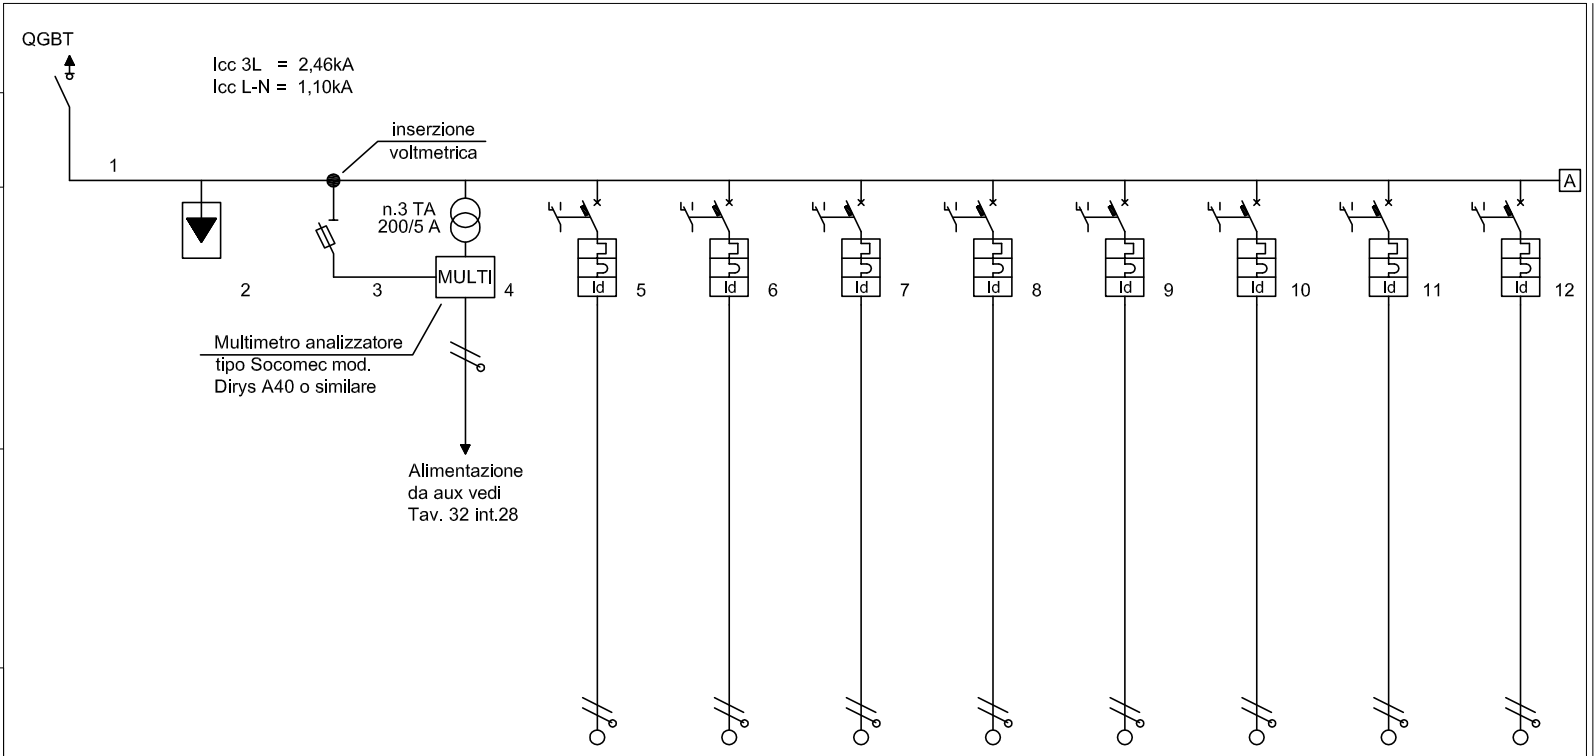 QGBT
Icc 3L = 2,46kA
Icc L-N = 1,10kA
inserzione
voltmetrica
1
A
n.3 TA
200/5 A
MULTI
2
3
4
Id
5
Id
6
Id
7
Id
8
Id
9
Id
10
Id
11
Id
12
Multimetro analizzatore
tipo Socomec mod.
Dirys A40 o similare
Alimentazione
da aux vedi
Tav. 32 int.28